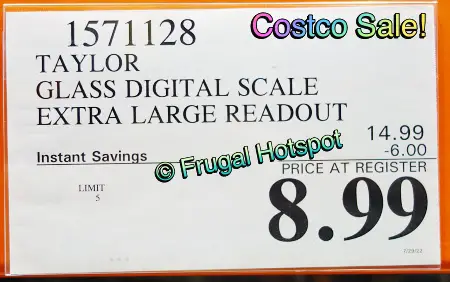 1571128
Costco Sale!
TAYLOR
GLASS DIGITAL SCALE
EXTRA LARGE READOUT
14.99
Instant Savings
-6.00
© Frugal Hotspot
PRICE AT REGISTER
LIMIT
5
8.99